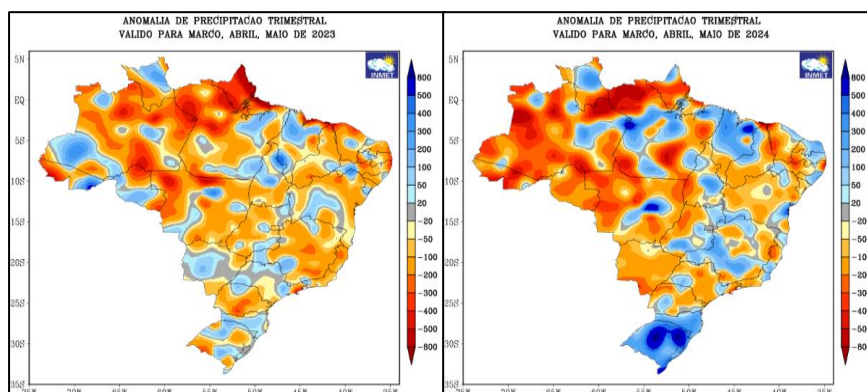 ANOMALIA DE PRECIPITACAO TRIMESTRAL
VALIDO PARA MARCO, ABRIL, MAIO DE 2023
INMET
5N
EQ
5S
10S
15S
20S
25S
30S
35S
800
500
400
300
200
100
50
20
-20
-50
-100
-200
-300
-400
-500
-800
ANOMALIA DE PRECIPITACAO TRIMESTRAL
VALIDO PARA MARCO, ABRIL, MAIO DE 2024
INMET
5N
EQ
5S
10S
15S
20S
25S
30S
35S
800
500
400
300
200
100
50
20
-20
-50
-100
-200
-300
-400
-500
-800